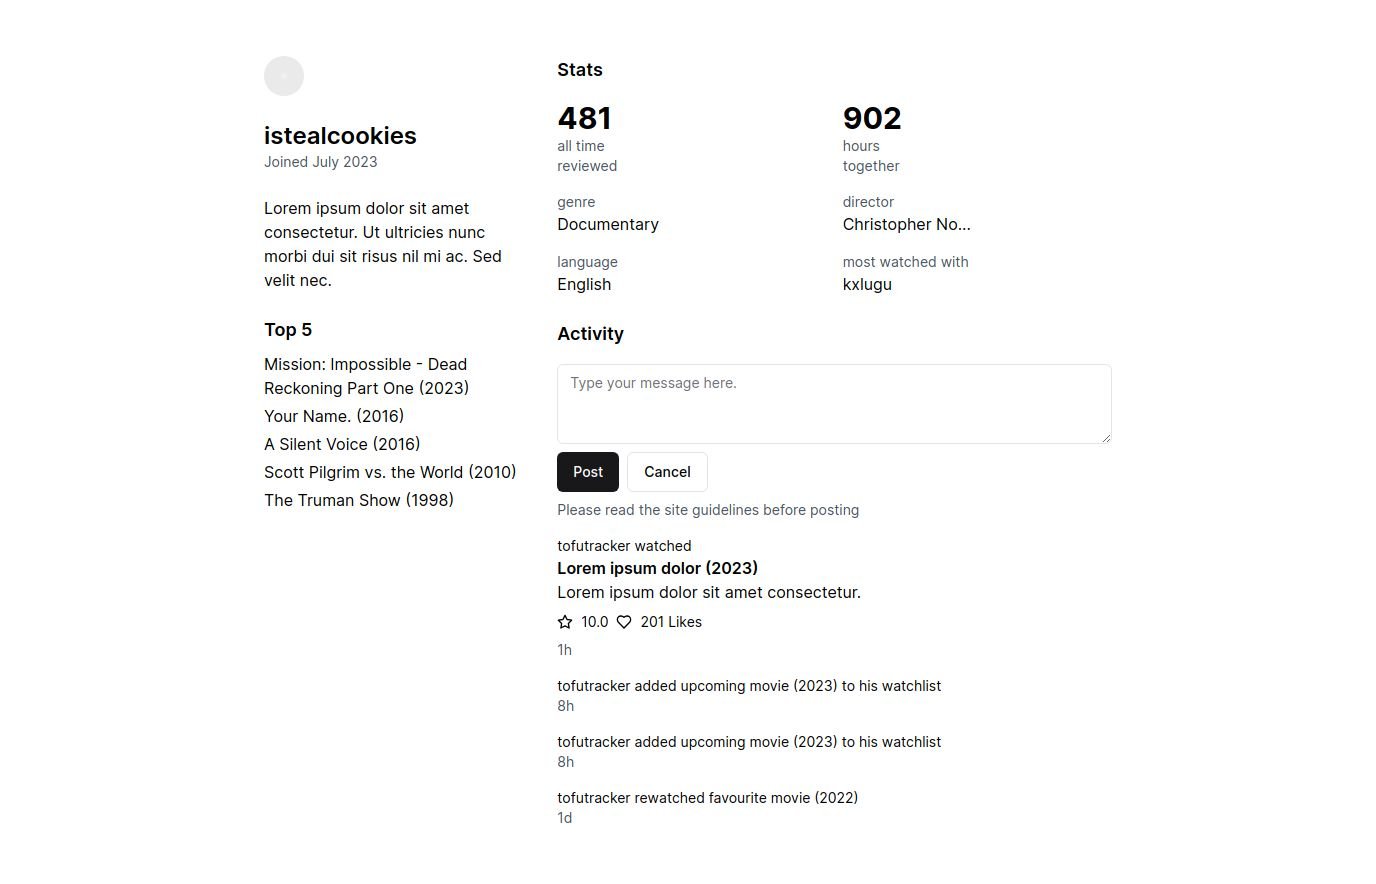 istealcookies
Joined July 2023
Lorem ipsum dolor sit amet
consectetur. Ut ultricies nunc
morbi dui sit risus nil mi ac. Sed
velit nec.
Top 5
Mission: Impossible - Dead
Reckoning Part One (2023)
Your Name. (2016)
A Silent Voice (2016)
Scott Pilgrim vs. the World (2010)
The Truman Show (1998)
Stats
481
all time
reviewed
902
hours
together
genre
Documentary
director
Christopher No...
language
English
most watched with
kxlugu
Activity
Type your message here.
Post
Cancel
Please read the site guidelines before posting
tofutracker watched
Lorem ipsum dolor (2023)
Lorem ipsum dolor sit amet consectetur.
10.0 201 Likes
1h
tofutracker added upcoming movie (2023) to his watchlist
8h
tofutracker added upcoming movie (2023) to his watchlist
8h
tofutracker rewatched favourite movie (2022)
1d